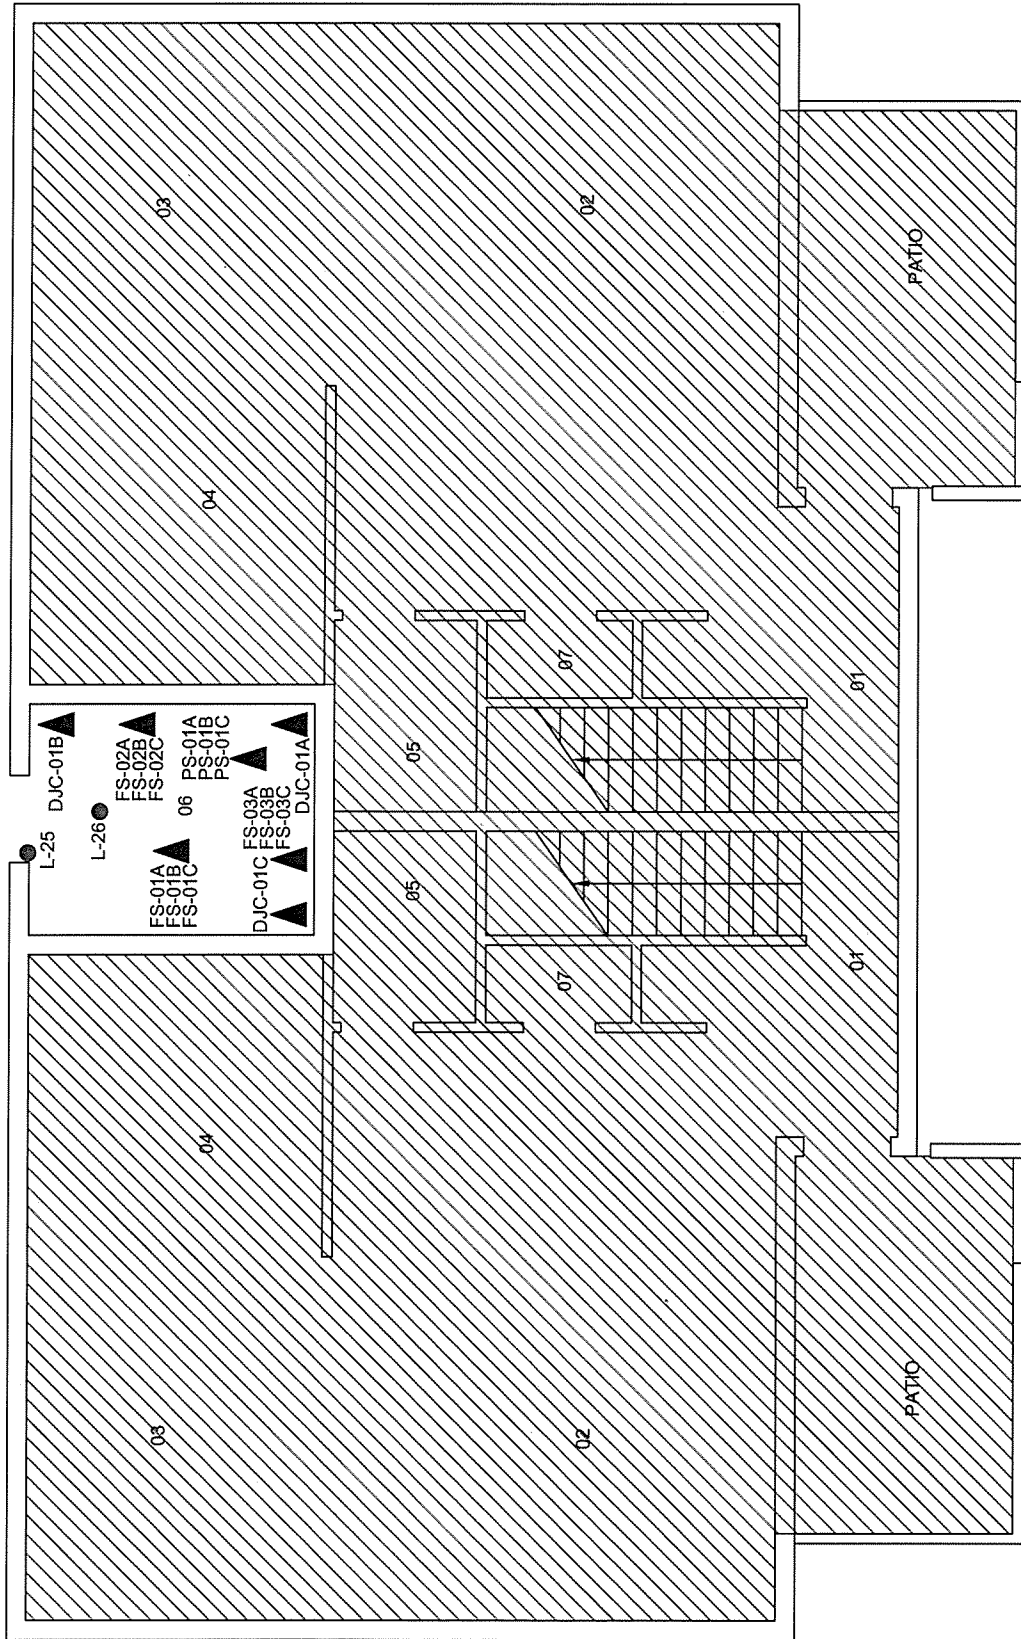 03
02
PATIO
04
07
01
05
DJC-01B
FS-02A
FS-02B
FS-02C
PS-01A
PS-01B
PS-01C
DJC-01A
L-25
L-26
06
FS-03A
FS-03B
FS-03C
FS-01A
FS-01B
FS-01C
DJC-01C
05
07
01
04
03
02
PATIO